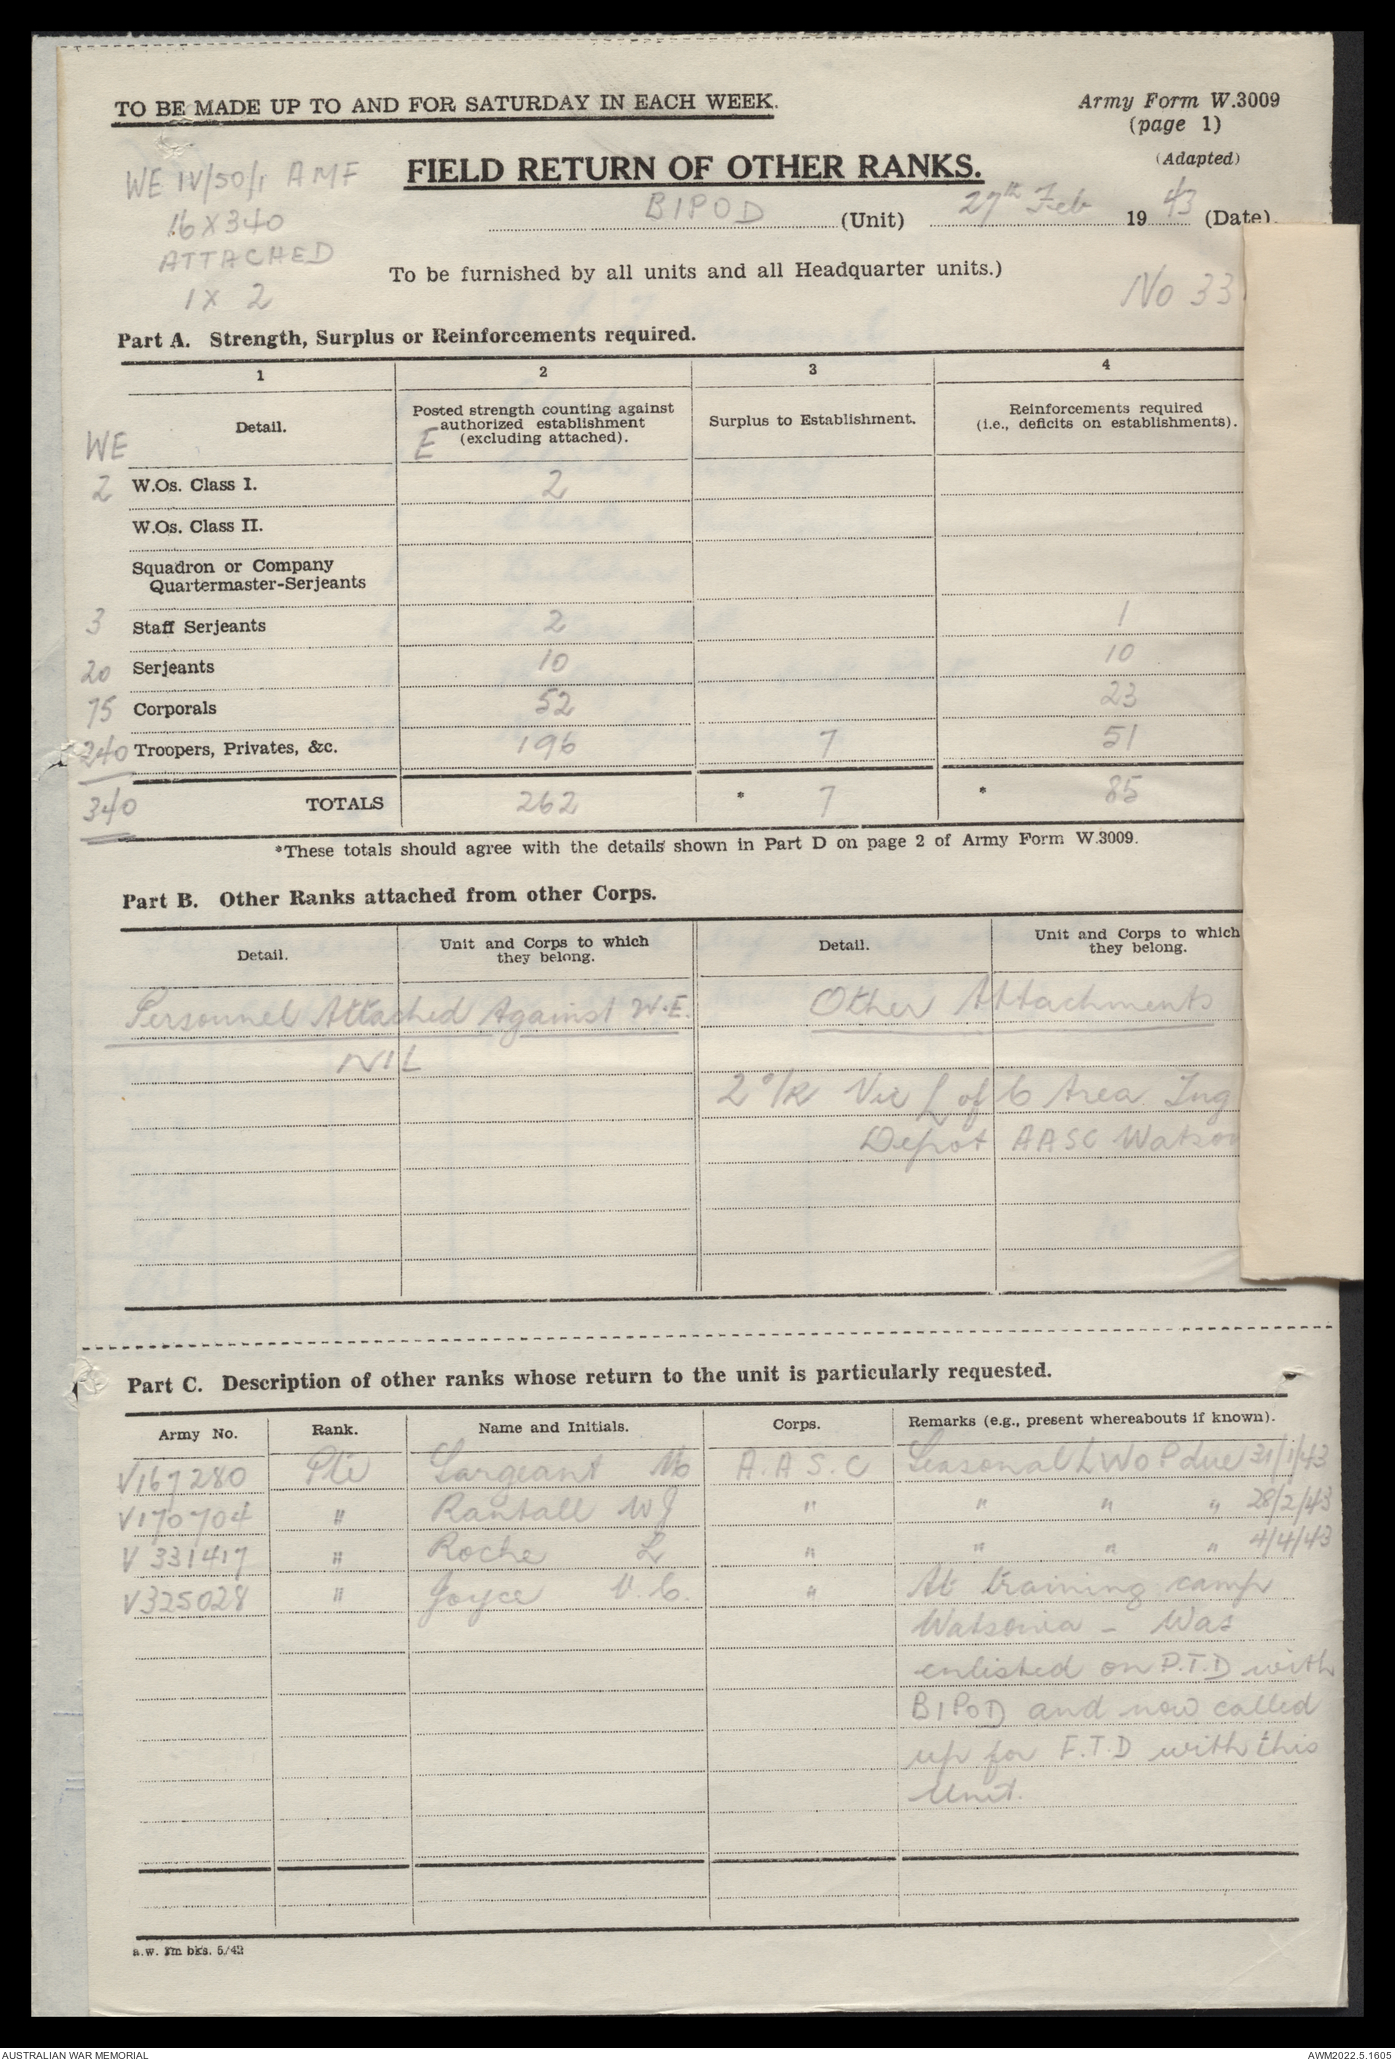 TO BE MADE UP TO AND FOR SATURDAY IN EACH WEEK.
Army Form W.3009
(page 1)
(Adapted)
WE IV/50/1 AMF
16 X 340
ATTACHED
1 X 2
FIELD RETURN OF OTHER RANKS.
BIPOD (Unit) 27th Feb 1943 (Date).
To be furnished by all units and all Headquarter units.)
No 33
Part A. Strength, Surplus or Reinforcements required.
1 2 3 4
WE Detail. Posted strength counting against authorized establishment (excluding attached). E Surplus to Establishment. Reinforcements required (i.e., deficits on establishments).
2 W.Os. Class I. 2
W.Os. Class II.
Squadron or Company
Quartermaster-Serjeants
3 Staff Serjeants 2 1
20 Serjeants 10 10
75 Corporals 52 23
240 Troopers, Privates, &c. 196 7 51
340 TOTALS 262 * 7 * 85
*These totals should agree with the details shown in Part D on page 2 of Army Form W.3009.
Part B. Other Ranks attached from other Corps.
Detail. Unit and Corps to which they belong. Detail. Unit and Corps to which they belong.
Personnel Attached Against W.E. Other Attachments
NIL
2 O/R Vic L of C Area Trg
Depot AASC Watson
Part C. Description of other ranks whose return to the unit is particularly requested.
Army No. Rank. Name and Initials. Corps. Remarks (e.g., present whereabouts if known).
V167280 Pte Sargeant M A.A.S.C Seasonal LWoP due 31/1/43
V170704 " Rantall WJ " " " " 28/2/43
V331417 " Roche L " " " " 4/4/43
V325028 " Joyce V.C. " At training camp
Watsonia - Was
enlisted on P.T.D with
BIPOD and now called
up for F.T.D with this
Unit.
a.w. fm bks. 5/42
AUSTRALIAN WAR MEMORIAL
AWM2022.5.1605